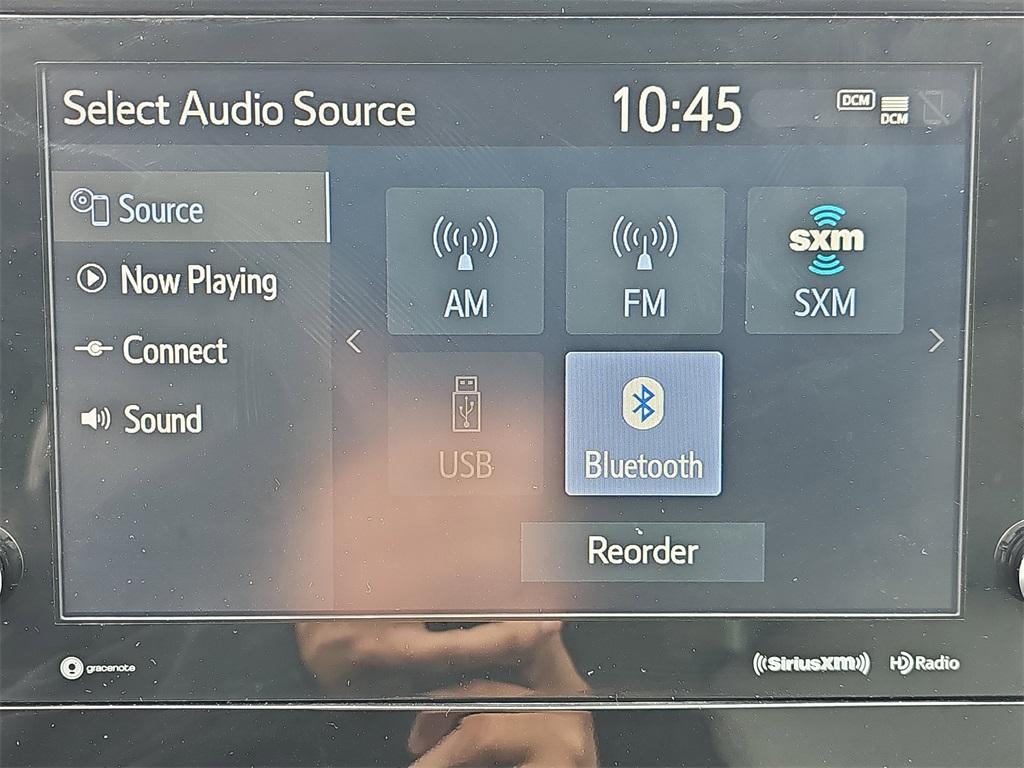 Select Audio Source
10:45
DCM
DCM
Source
Now Playing
Connect
Sound
AM
FM
sxm
SXM
USB
Bluetooth
Reorder
gracenote
SiriusXM
HD Radio